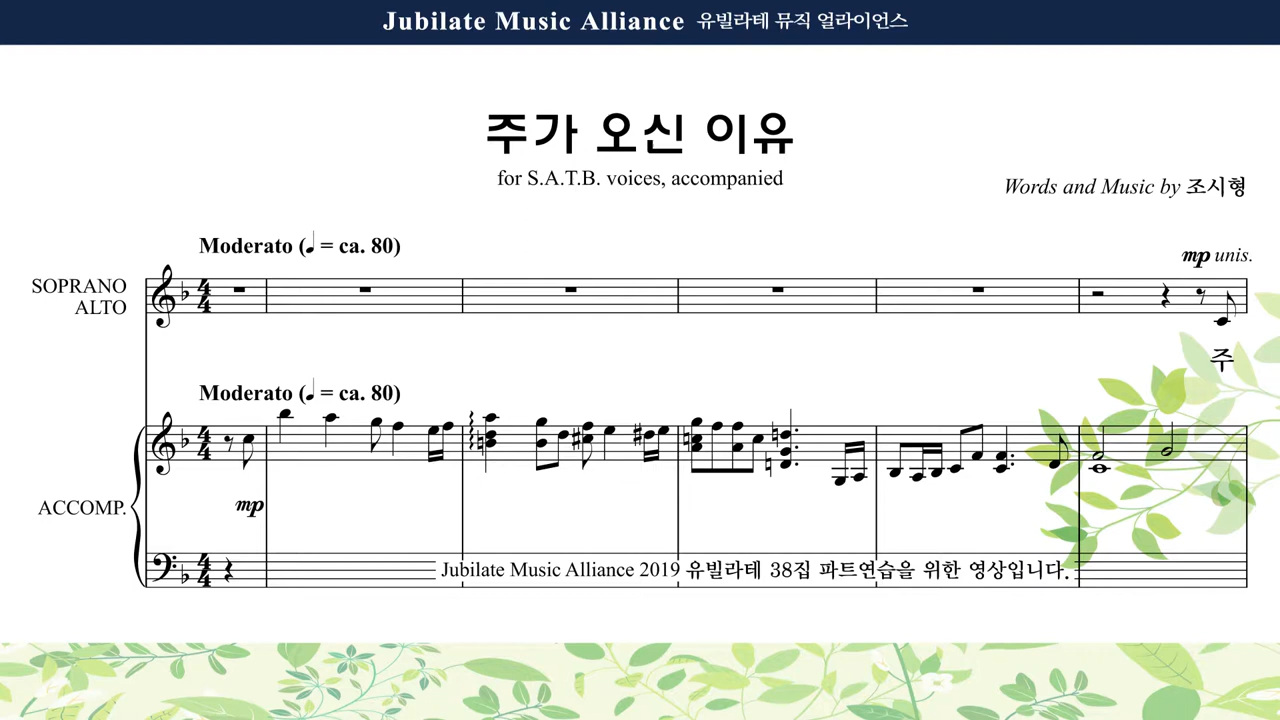 Jubilate Music Alliance 유빌라테 뮤직 얼라이언스
주가 오신 이유
for S.A.T.B. voices, accompanied
Words and Music by 조시형
Moderato (♩ = ca. 80)
mp unis.
SOPRANO
ALTO
주
Moderato (♩ = ca. 80)
mp
ACCOMP.
Jubilate Music Alliance 2019 유빌라테 38집 파트연습을 위한 영상입니다.